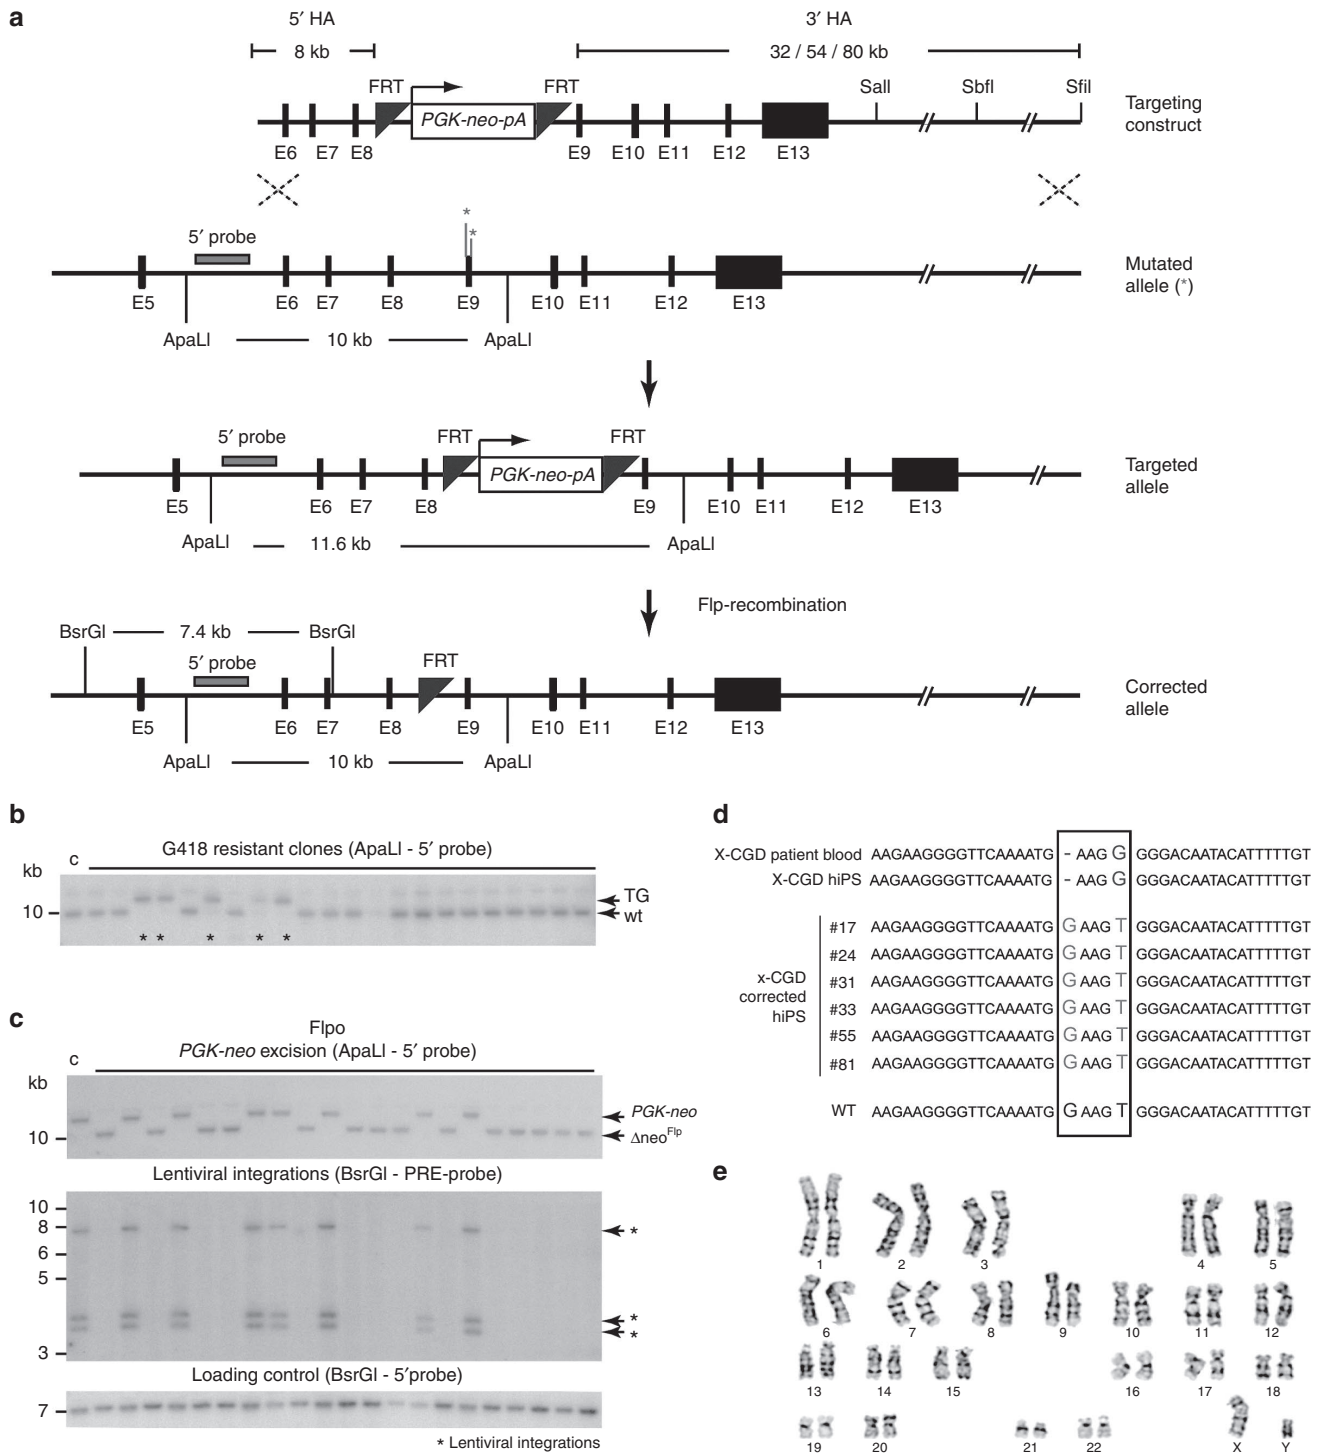 a
5′ HA
3′ HA
8 kb
32 / 54 / 80 kb
FRT
FRT
SalI
SbfI
SfiI
PGK-neo-pA
Targeting
construct
E6
E7
E8
E9
E10
E11
E12
E13
*
*
5′ probe
Mutated
allele (*)
E5
E6
E7
E8
E9
E10
E11
E12
E13
ApaLI
10 kb
ApaLI
5′ probe
FRT
FRT
PGK-neo-pA
Targeted
allele
E5
E6
E7
E8
E9
E10
E11
E12
E13
ApaLI
11.6 kb
ApaLI
Flp-recombination
BsrGI
7.4 kb
BsrGI
5′ probe
FRT
Corrected
allele
E5
E6
E7
E8
E9
E10
E11
E12
E13
ApaLI
10 kb
ApaLI
b
c
G418 resistant clones (ApaLI - 5′ probe)
kb
10
TG
wt
* * * * *
c
Flpo
PGK-neo excision (ApaLI - 5′ probe)
c
kb
10
PGK-neo
ΔneoFlp
Lentiviral integrations (BsrGI - PRE-probe)
10
8
6
5
3
*
*
*
Loading control (BsrGI - 5′probe)
7
* Lentiviral integrations
d
X-CGD patient blood AAGAAGGGGTTCAAAATG - AAG G GGGACAATACATTTTTGT
X-CGD hiPS AAGAAGGGGTTCAAAATG - AAG G GGGACAATACATTTTTGT
x-CGD
corrected
hiPS
#17 AAGAAGGGGTTCAAAATG G AAG T GGGACAATACATTTTTGT
#24 AAGAAGGGGTTCAAAATG G AAG T GGGACAATACATTTTTGT
#31 AAGAAGGGGTTCAAAATG G AAG T GGGACAATACATTTTTGT
#33 AAGAAGGGGTTCAAAATG G AAG T GGGACAATACATTTTTGT
#55 AAGAAGGGGTTCAAAATG G AAG T GGGACAATACATTTTTGT
#81 AAGAAGGGGTTCAAAATG G AAG T GGGACAATACATTTTTGT
WT AAGAAGGGGTTCAAAATG G AAG T GGGACAATACATTTTTGT
e
1 2 3 4 5
6 7 8 9 10 11 12
13 14 15 16 17 18
19 20 21 22 X Y